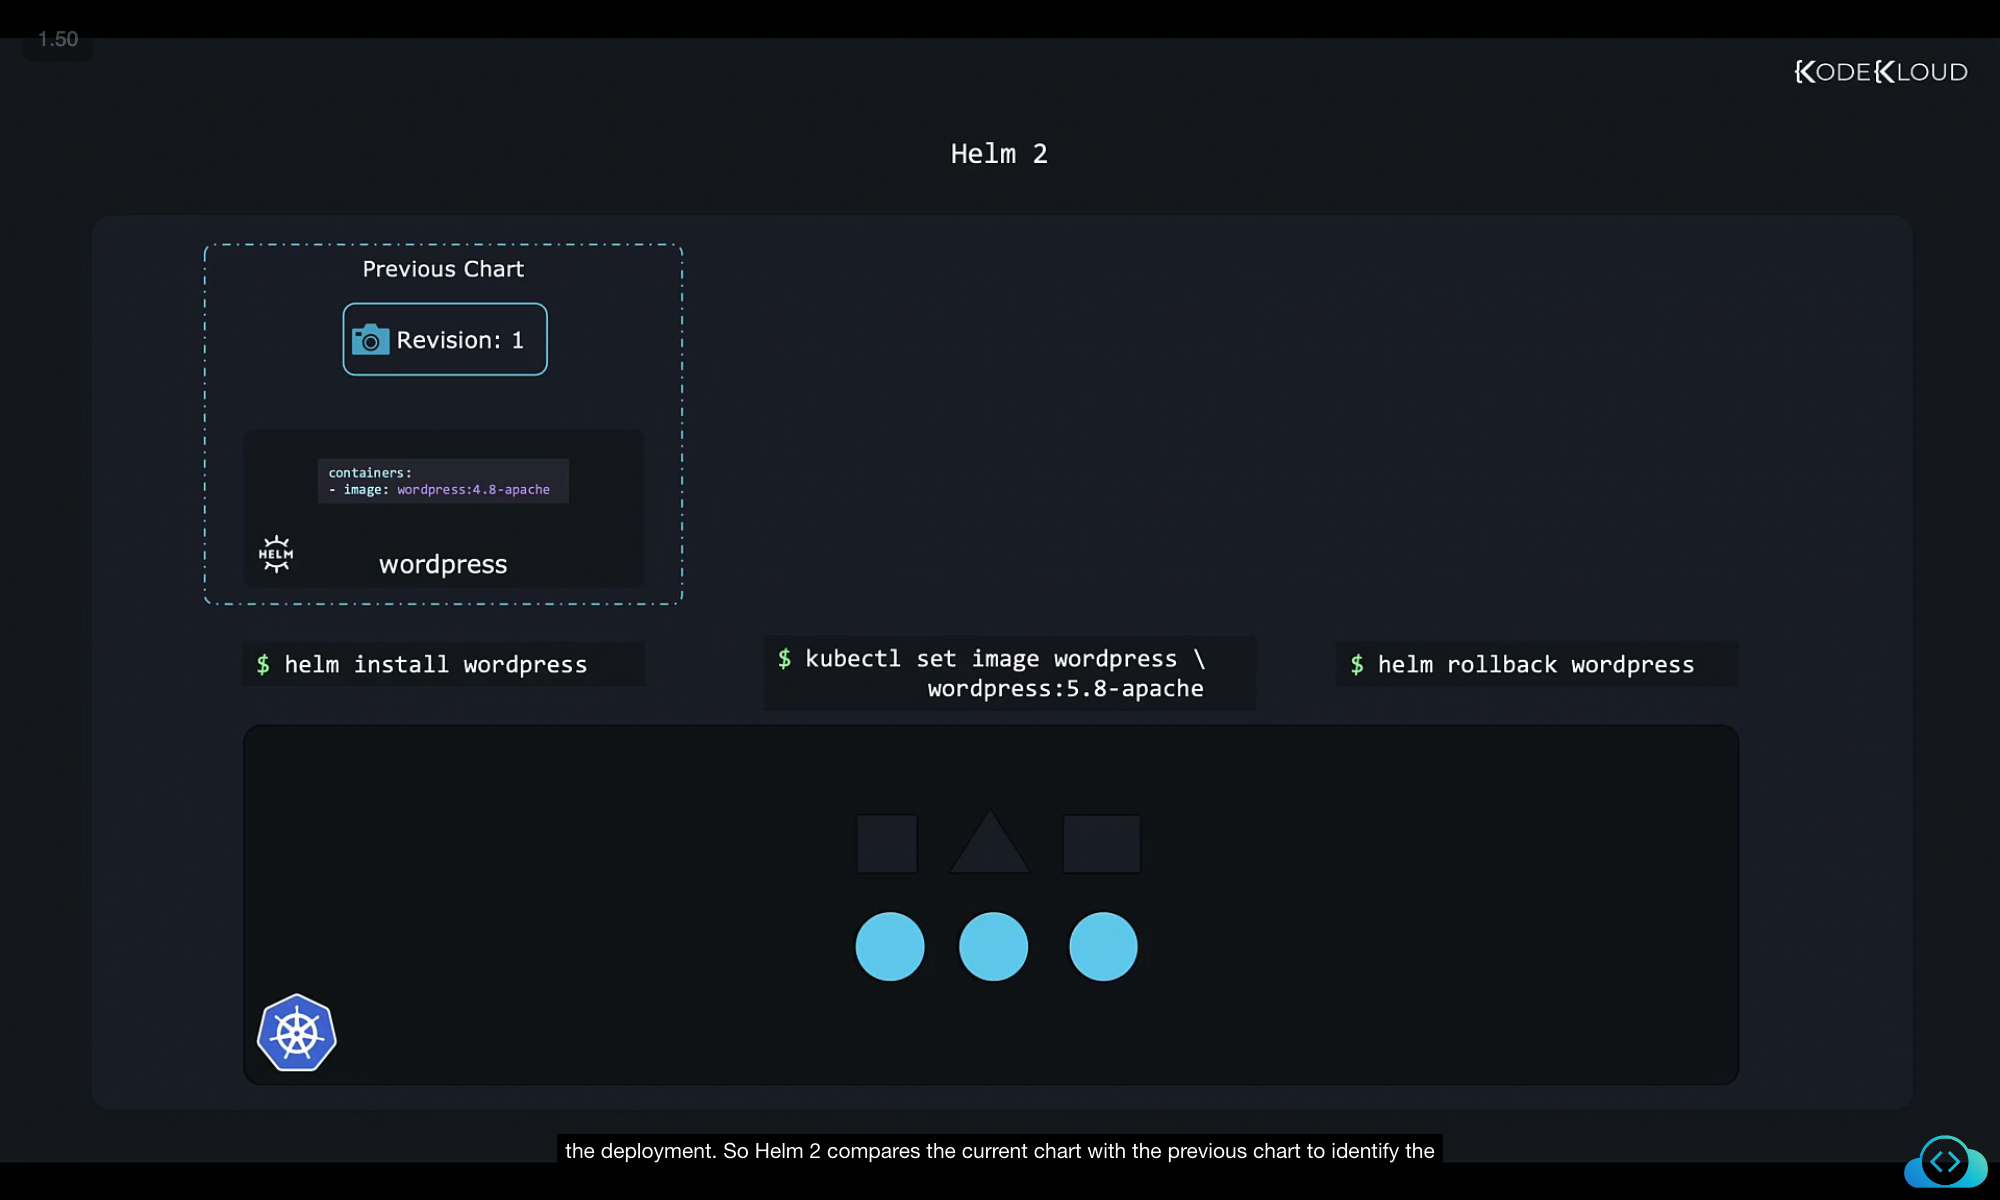 1.50
KODEKLOUD
Helm 2
Previous Chart
Revision: 1
containers:
- image: wordpress:4.8-apache
HELM
wordpress
$ helm install wordpress
$ kubectl set image wordpress \
wordpress:5.8-apache
$ helm rollback wordpress
the deployment. So Helm 2 compares the current chart with the previous chart to identify the